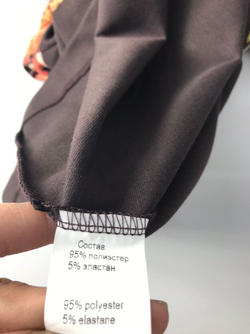 Состав
95% полиэстер
5% эластан
95% polyester
5% elastane